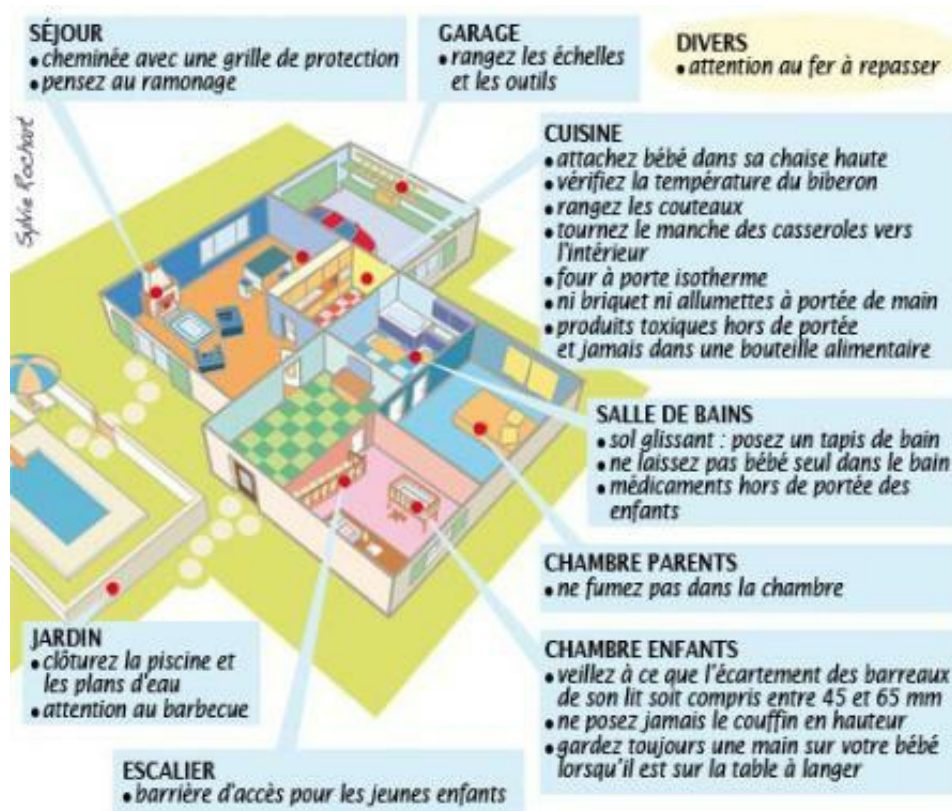 SÉJOUR
• cheminée avec une grille de protection
• pensez au ramonage
GARAGE
• rangez les échelles
et les outils
DIVERS
• attention au fer à repasser
Sylvie Rochart
CUISINE
• attachez bébé dans sa chaise haute
• vérifiez la température du biberon
• rangez les couteaux
• tournez le manche des casseroles vers
l'intérieur
• four à porte isotherme
• ni briquet ni allumettes à portée de main
• produits toxiques hors de portée
et jamais dans une bouteille alimentaire
SALLE DE BAINS
• sol glissant : posez un tapis de bain
• ne laissez pas bébé seul dans le bain
• médicaments hors de portée des
enfants
CHAMBRE PARENTS
• ne fumez pas dans la chambre
JARDIN
• clôturez la piscine et
les plans d'eau
• attention au barbecue
CHAMBRE ENFANTS
• veillez à ce que l'écartement des barreaux
de son lit soit compris entre 45 et 65 mm
• ne posez jamais le couffin en hauteur
• gardez toujours une main sur votre bébé
lorsqu'il est sur la table à langer
ESCALIER
• barrière d'accès pour les jeunes enfants